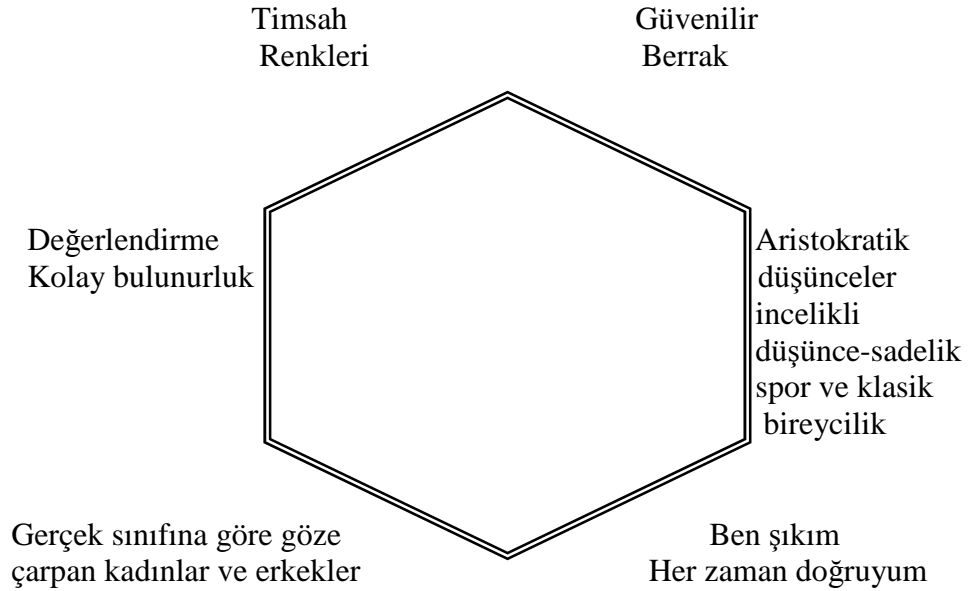 Timsah
Renkleri
Güvenilir
Berrak
Değerlendirme
Kolay bulunurluk
Aristokratik
düşünceler
incelikli
düşünce-sadelik
spor ve klasik
bireycilik
Gerçek sınıfına göre göze
çarpan kadınlar ve erkekler
Ben şıkım
Her zaman doğruyum